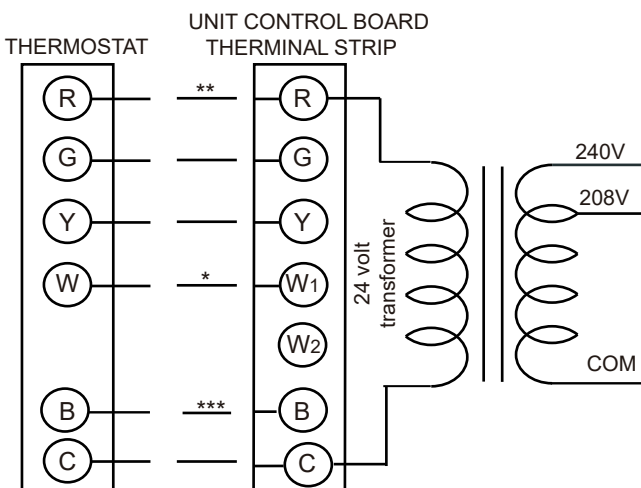 UNIT CONTROL BOARD
THERMOSTAT THERMINAL STRIP
R ** R
G G
240V
208V
Y Y
24 volt
transformer
W * W1
W2
COM
B *** B
C C